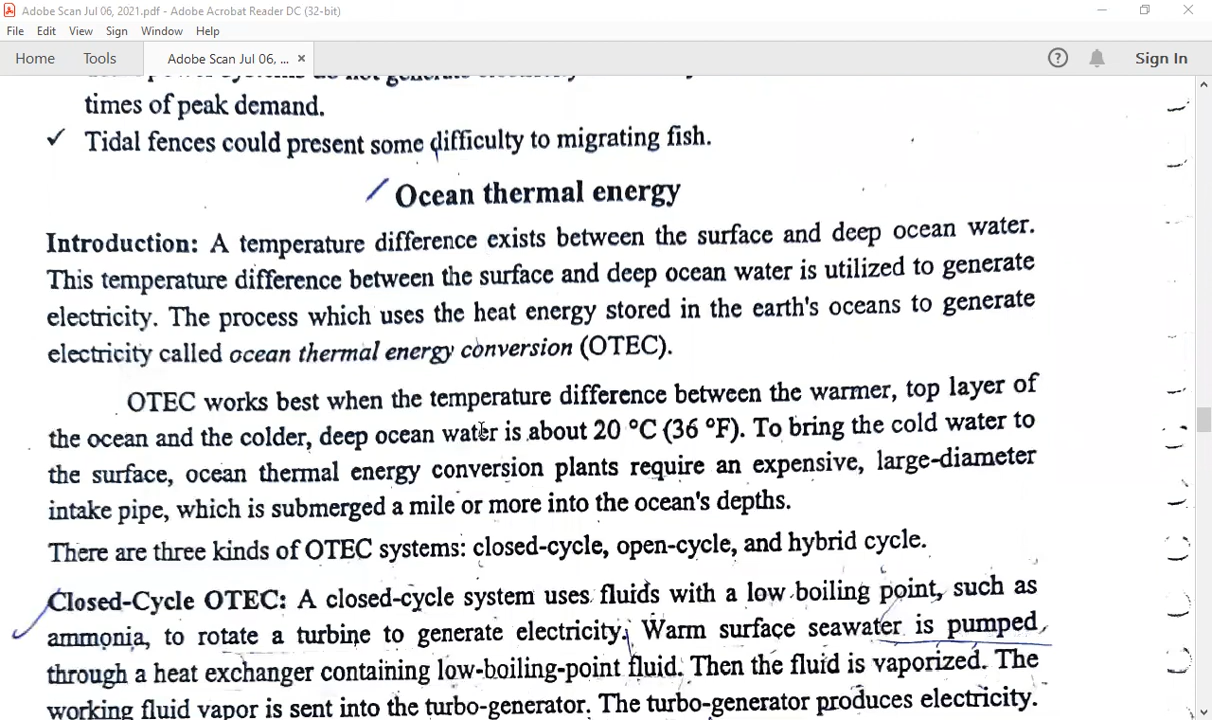 Adobe Scan Jul 06, 2021.pdf - Adobe Acrobat Reader DC (32-bit)
File Edit View Sign Window Help
Home Tools Adobe Scan Jul 06, ... × Sign In
times of peak demand.
✓ Tidal fences could present some difficulty to migrating fish.
Ocean thermal energy
Introduction: A temperature difference exists between the surface and deep ocean water.
This temperature difference between the surface and deep ocean water is utilized to generate
electricity. The process which uses the heat energy stored in the earth's oceans to generate
electricity called ocean thermal energy conversion (OTEC).
OTEC works best when the temperature difference between the warmer, top layer of
the ocean and the colder, deep ocean water is about 20 °C (36 °F). To bring the cold water to
the surface, ocean thermal energy conversion plants require an expensive, large-diameter
intake pipe, which is submerged a mile or more into the ocean's depths.
There are three kinds of OTEC systems: closed-cycle, open-cycle, and hybrid cycle.
Closed-Cycle OTEC: A closed-cycle system uses fluids with a low boiling point, such as
ammonia, to rotate a turbine to generate electricity. Warm surface seawater is pumped
through a heat exchanger containing low-boiling-point fluid. Then the fluid is vaporized. The
working fluid vapor is sent into the turbo-generator. The turbo-generator produces electricity.